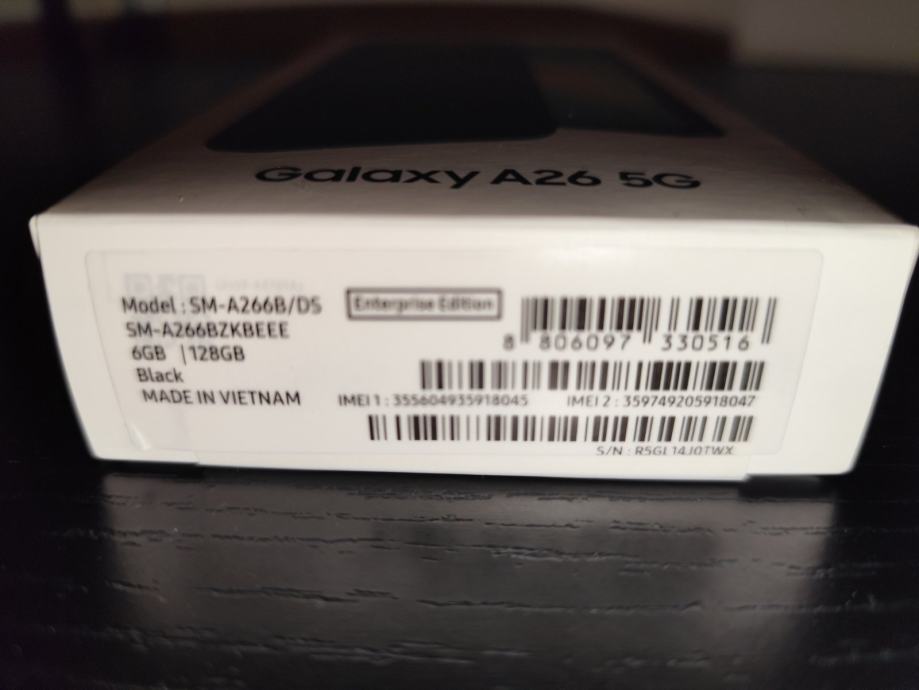 Galaxy A26 5G
Model : SM-A266B/DS
Enterprise Edition
SM-A266BZKBEEE
8 806097 330516
6GB | 128GB
Black
MADE IN VIETNAM
IMEI 1 : 355604935918045 IMEI 2 : 359749205918047
S/N : R5GL14J0TWX